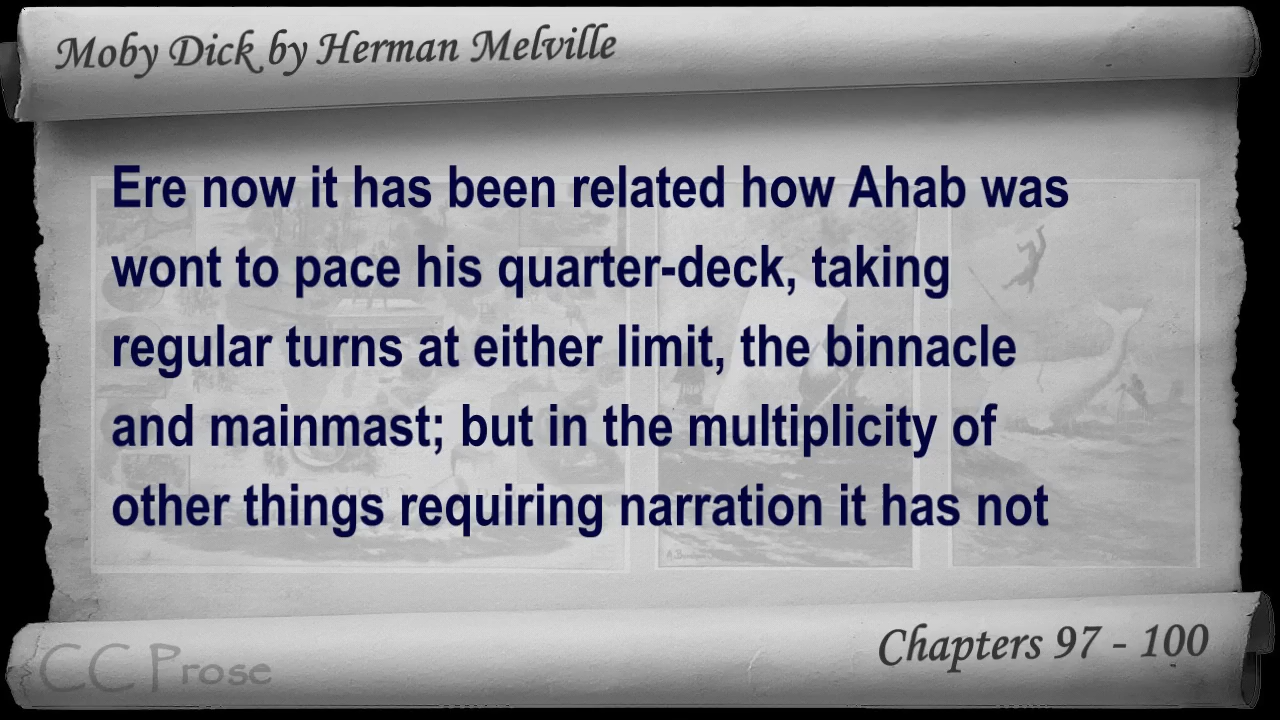 Moby Dick by Herman Melville
Ere now it has been related how Ahab was
wont to pace his quarter-deck, taking
regular turns at either limit, the binnacle
and mainmast; but in the multiplicity of
other things requiring narration it has not
Chapters 97 - 100
CC Prose